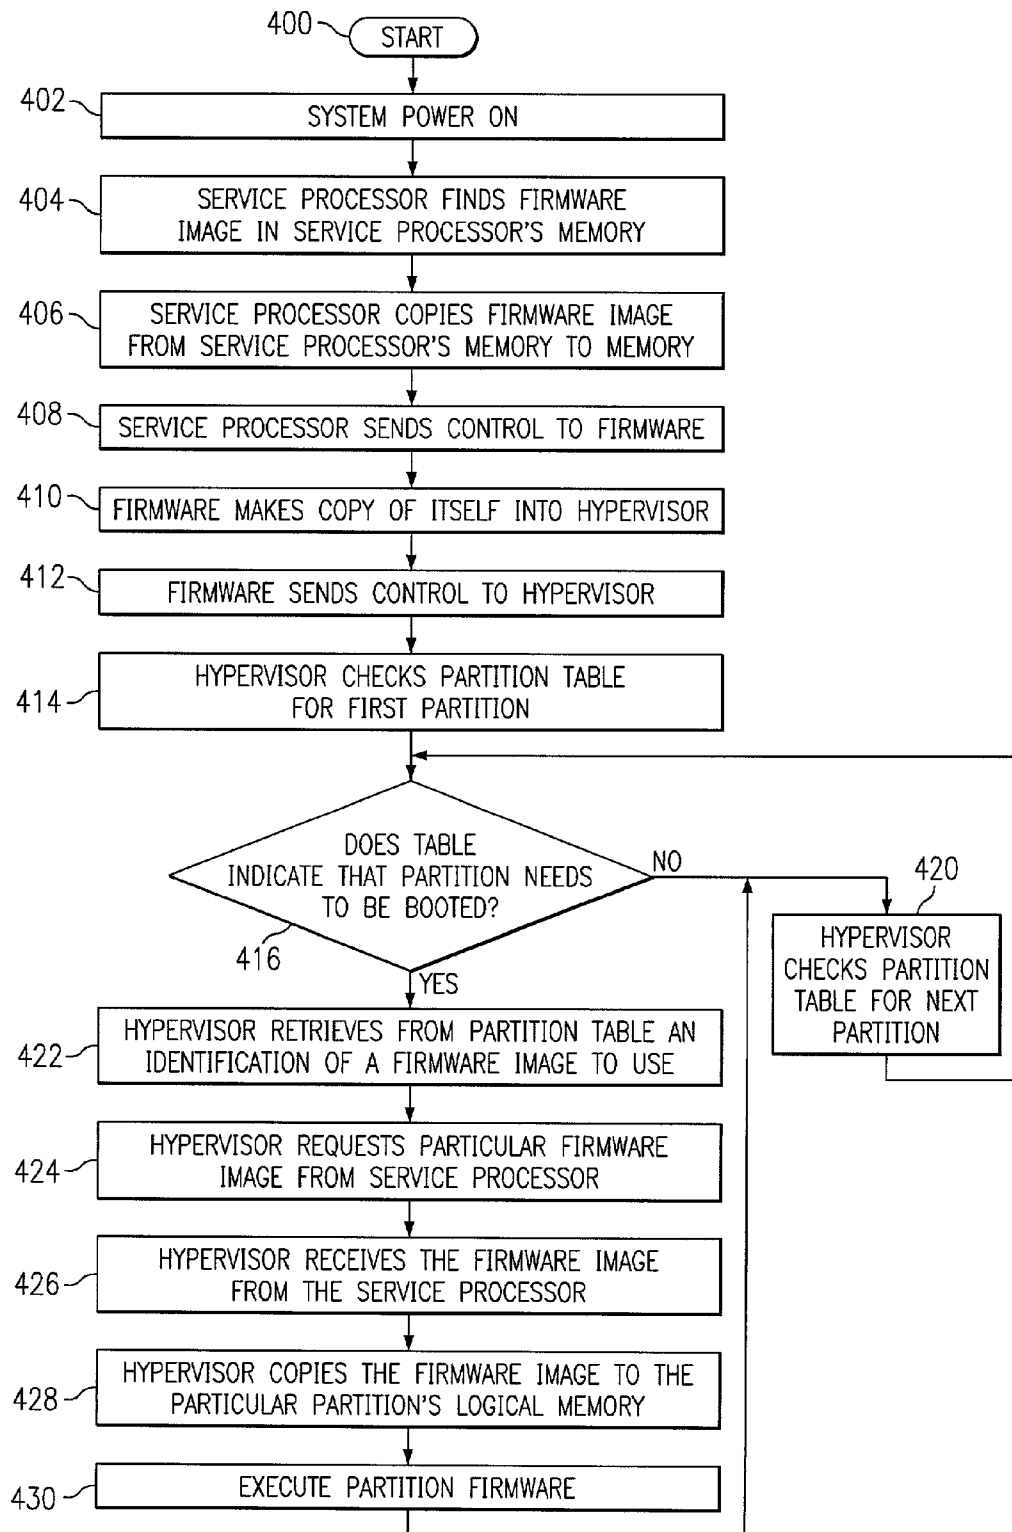 400
START
402
SYSTEM POWER ON
404
SERVICE PROCESSOR FINDS FIRMWARE
IMAGE IN SERVICE PROCESSOR'S MEMORY
406
SERVICE PROCESSOR COPIES FIRMWARE IMAGE
FROM SERVICE PROCESSOR'S MEMORY TO MEMORY
408
SERVICE PROCESSOR SENDS CONTROL TO FIRMWARE
410
FIRMWARE MAKES COPY OF ITSELF INTO HYPERVISOR
412
FIRMWARE SENDS CONTROL TO HYPERVISOR
414
HYPERVISOR CHECKS PARTITION TABLE
FOR FIRST PARTITION
DOES TABLE
INDICATE THAT PARTITION NEEDS
TO BE BOOTED?
416
NO
YES
420
HYPERVISOR
CHECKS PARTITION
TABLE FOR NEXT
PARTITION
422
HYPERVISOR RETRIEVES FROM PARTITION TABLE AN
IDENTIFICATION OF A FIRMWARE IMAGE TO USE
424
HYPERVISOR REQUESTS PARTICULAR FIRMWARE
IMAGE FROM SERVICE PROCESSOR
426
HYPERVISOR RECEIVES THE FIRMWARE IMAGE
FROM THE SERVICE PROCESSOR
428
HYPERVISOR COPIES THE FIRMWARE IMAGE TO THE
PARTICULAR PARTITION'S LOGICAL MEMORY
430
EXECUTE PARTITION FIRMWARE